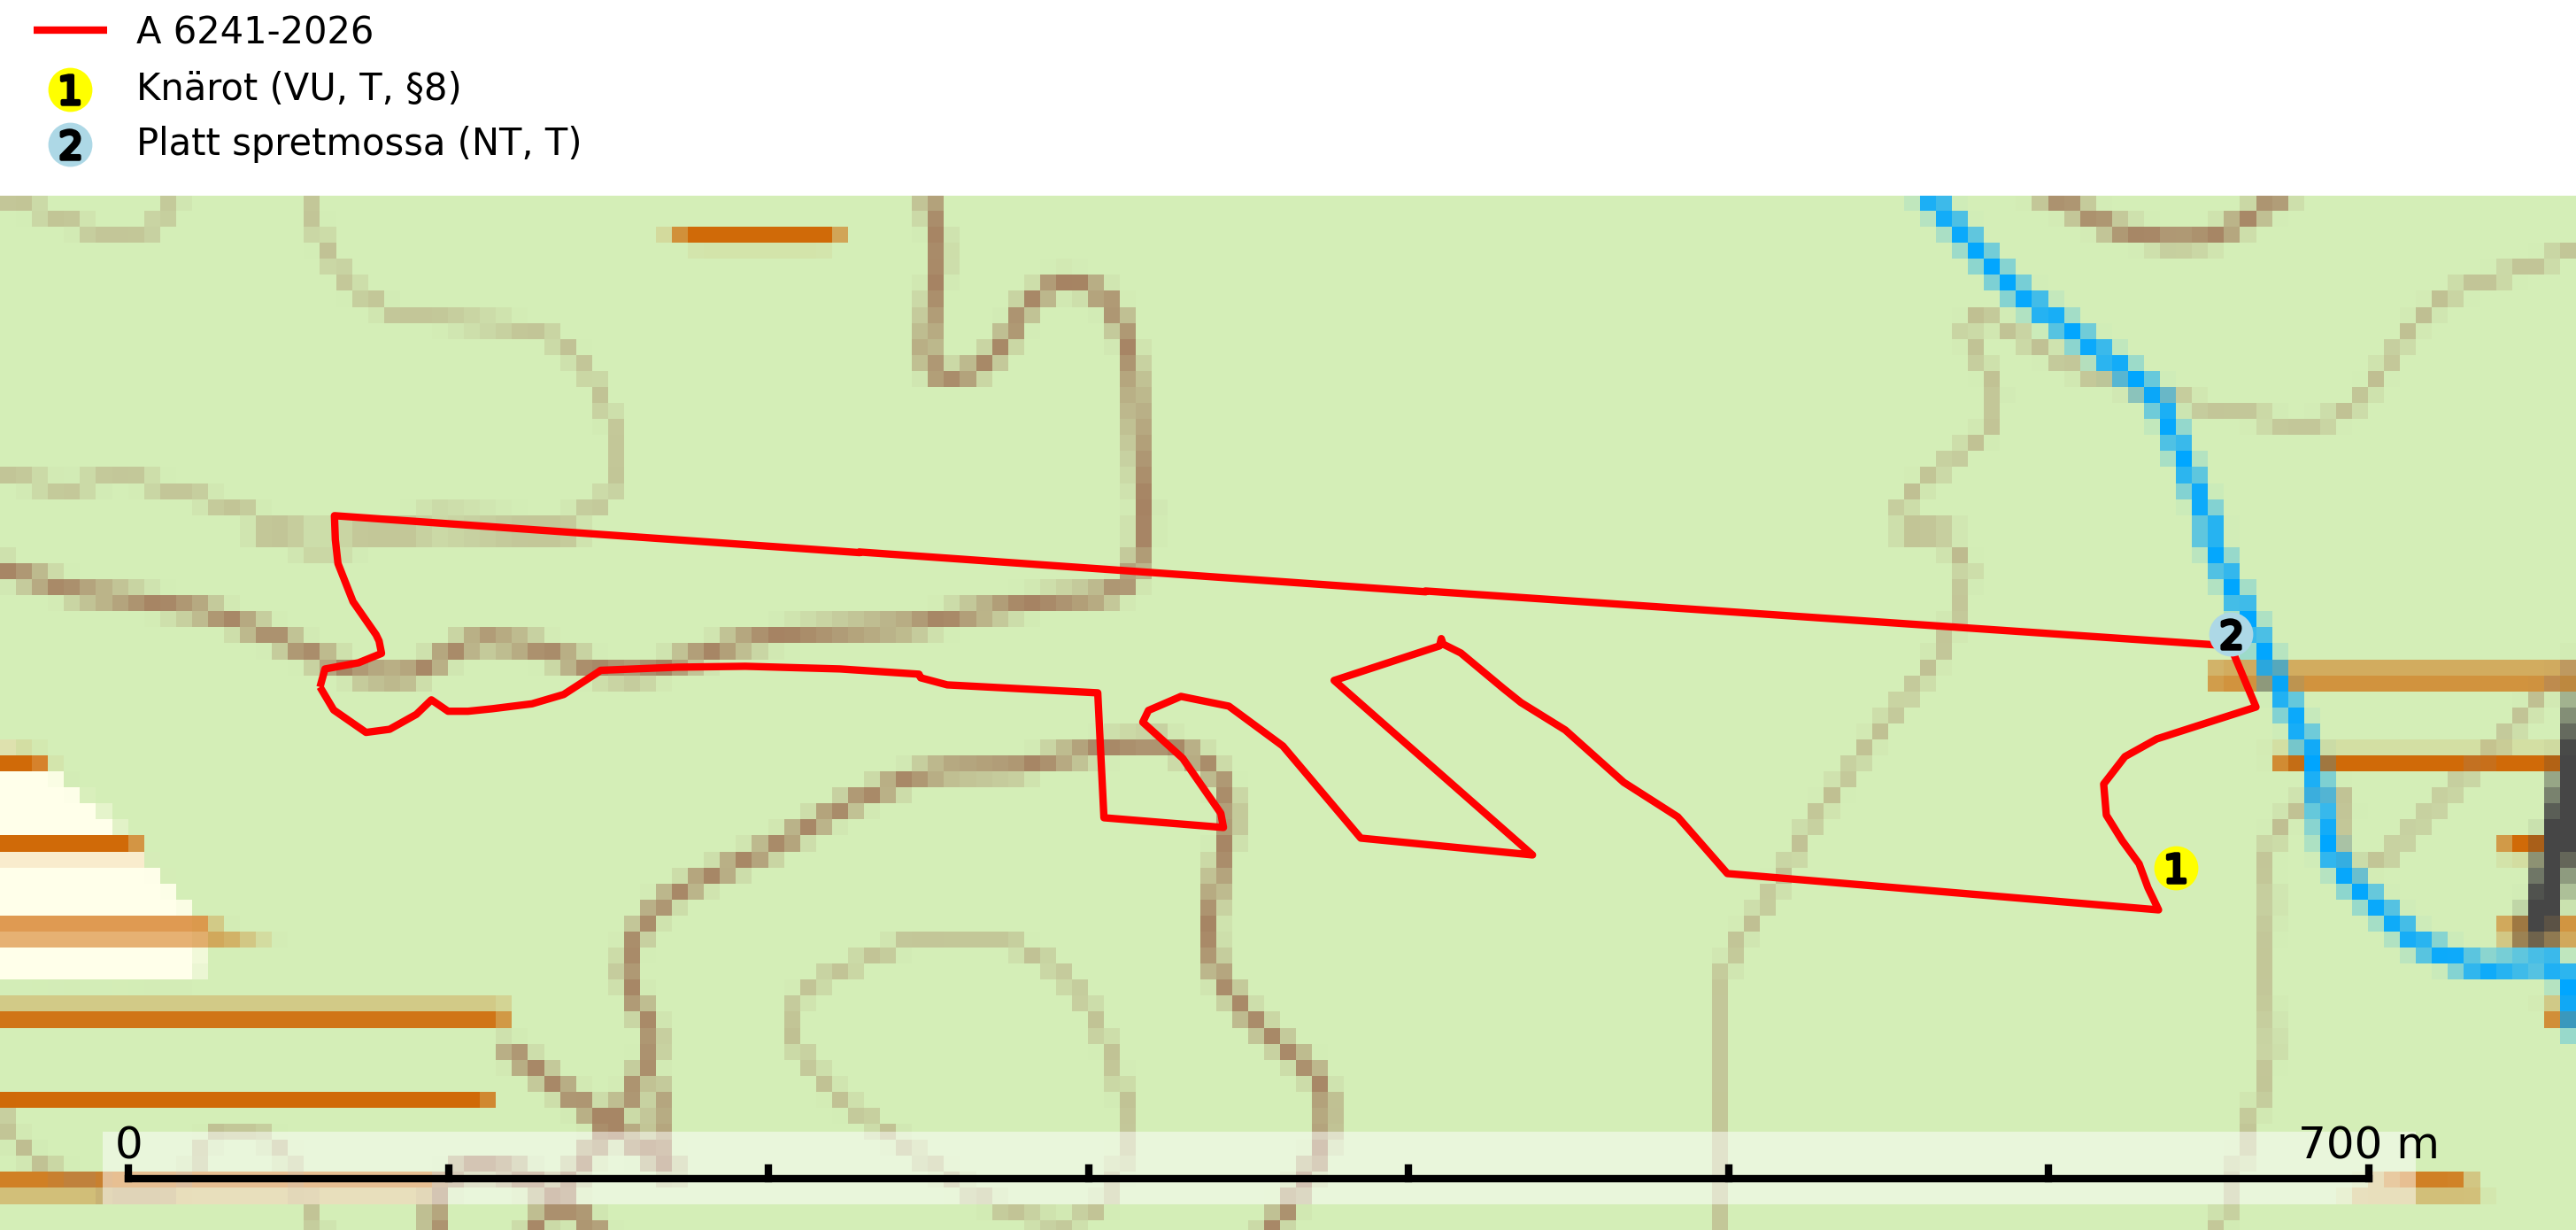 A 6241-2026
1 Knärot (VU, T, §8)
2 Platt spretmossa (NT, T)
2
1
0 700 m